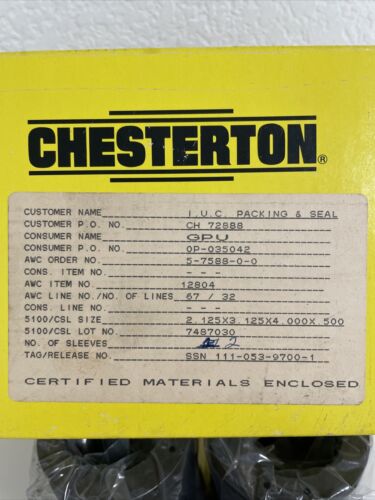 CHESTERTON®
CUSTOMER NAME I.U.C. PACKING & SEAL
CUSTOMER P.O. NO. CH 72888
CONSUMER NAME GPU
CONSUMER P.O. NO. OP-035042
AWC ORDER NO. 5-7588-0-0
CONS. ITEM NO. - - -
AWC ITEM NO. 12804
AWC LINE NO./NO. OF LINES 67 / 32
CONS. LINE NO. - - -
5100/CSL SIZE 2.125X3.125X4.000X.500
5100/CSL LOT NO 7487030
NO. OF SLEEVES 2
TAG/RELEASE NO. SSN 111-053-9700-1
CERTIFIED MATERIALS ENCLOSED